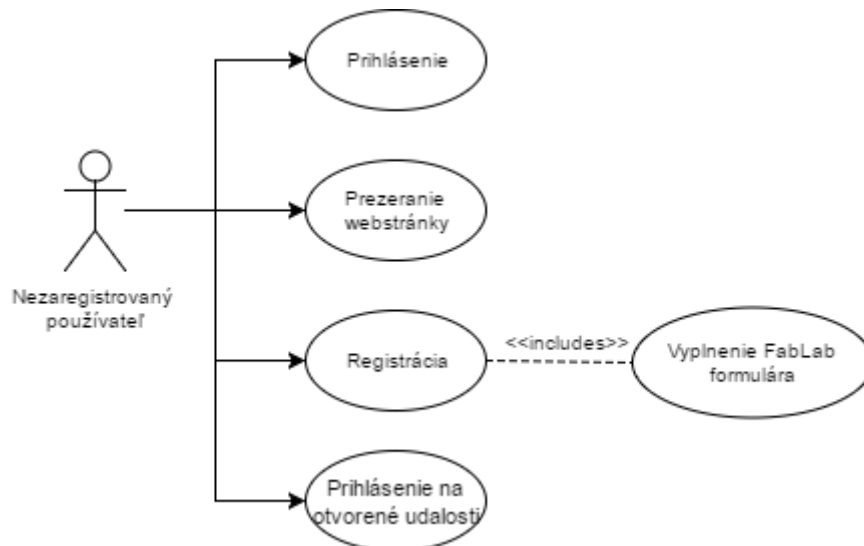 Prihlásenie
Prezeranie
webstránky
Nezaregistrovaný
používateľ
Registrácia
<<includes>>
Vyplnenie FabLab
formulára
Prihlásenie na
otvorené udalosti